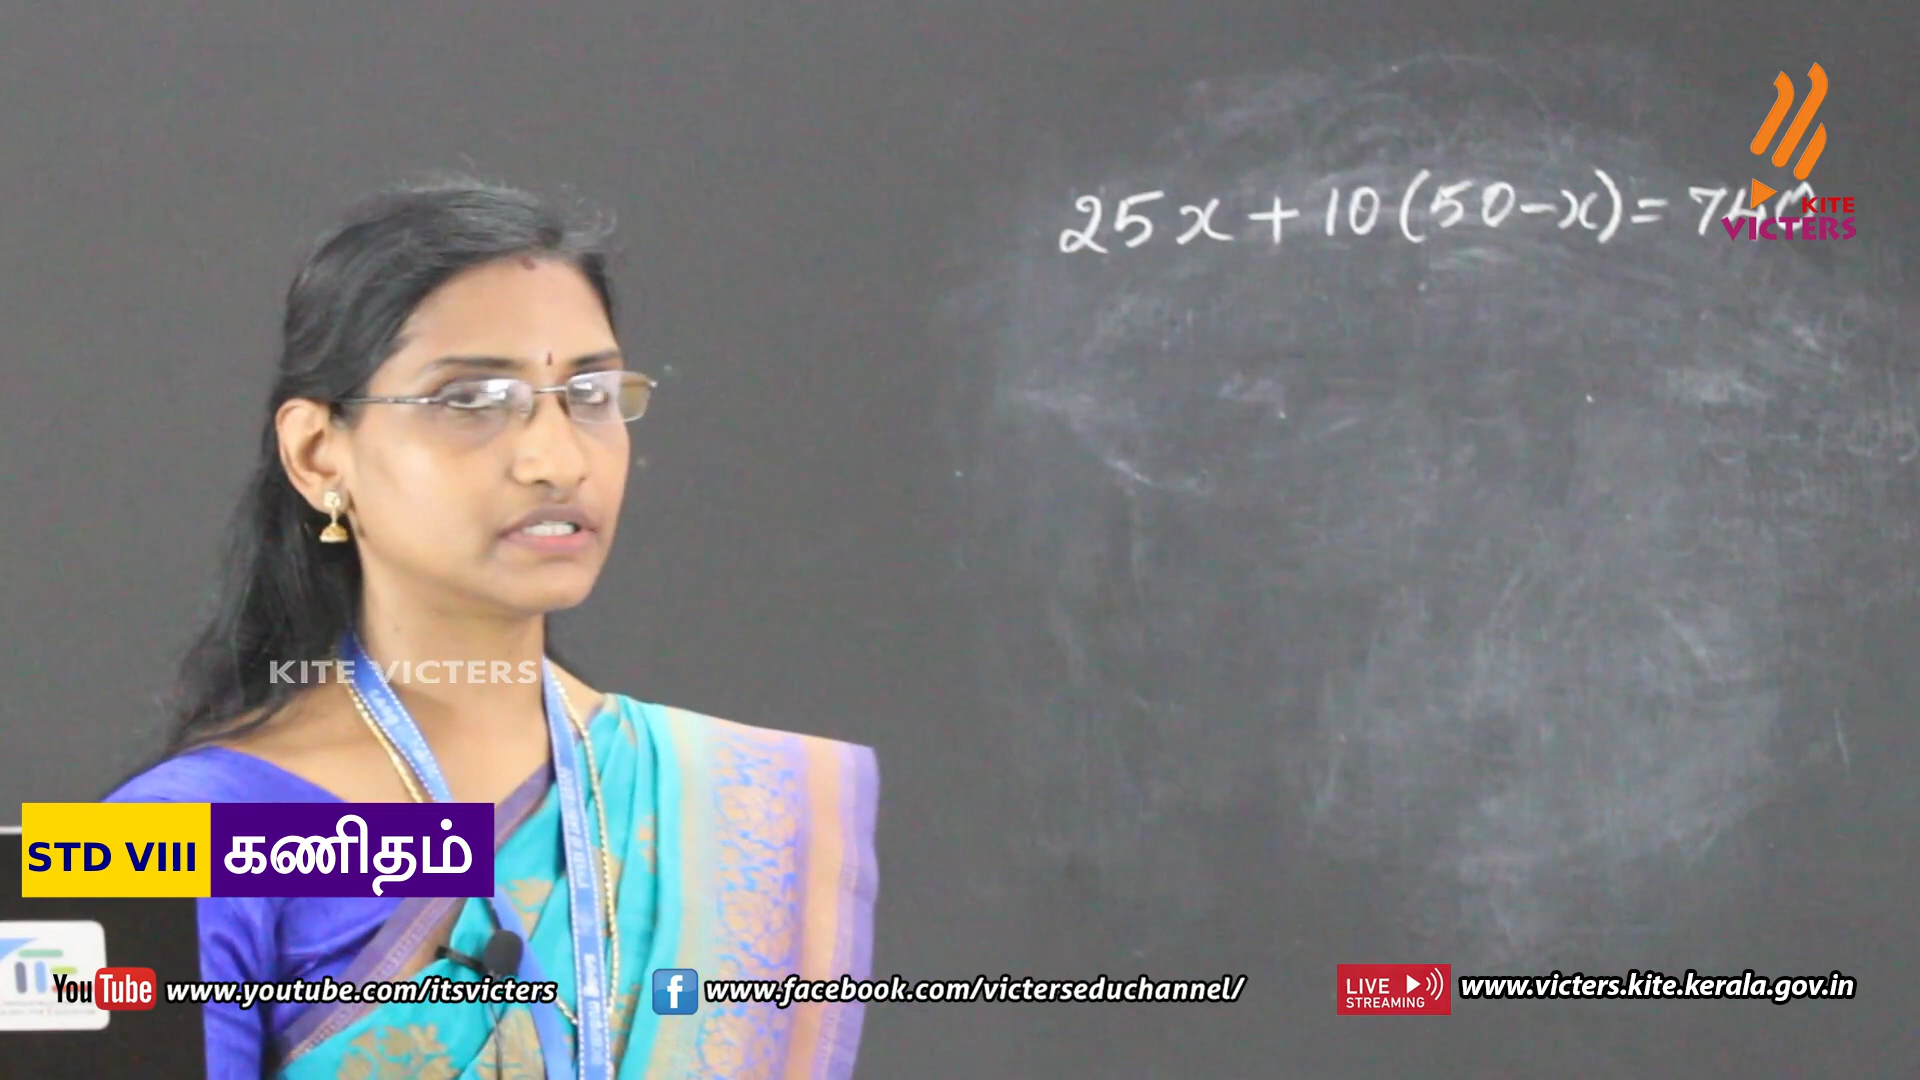 25x + 10(50-x) =
KITE
VICTERS
KITE VICTERS
STD VIII கணிதம்
YouTube www.youtube.com/itsvicters f www.facebook.com/victerseduchannel/ LIVE STREAMING www.victers.kite.kerala.gov.in